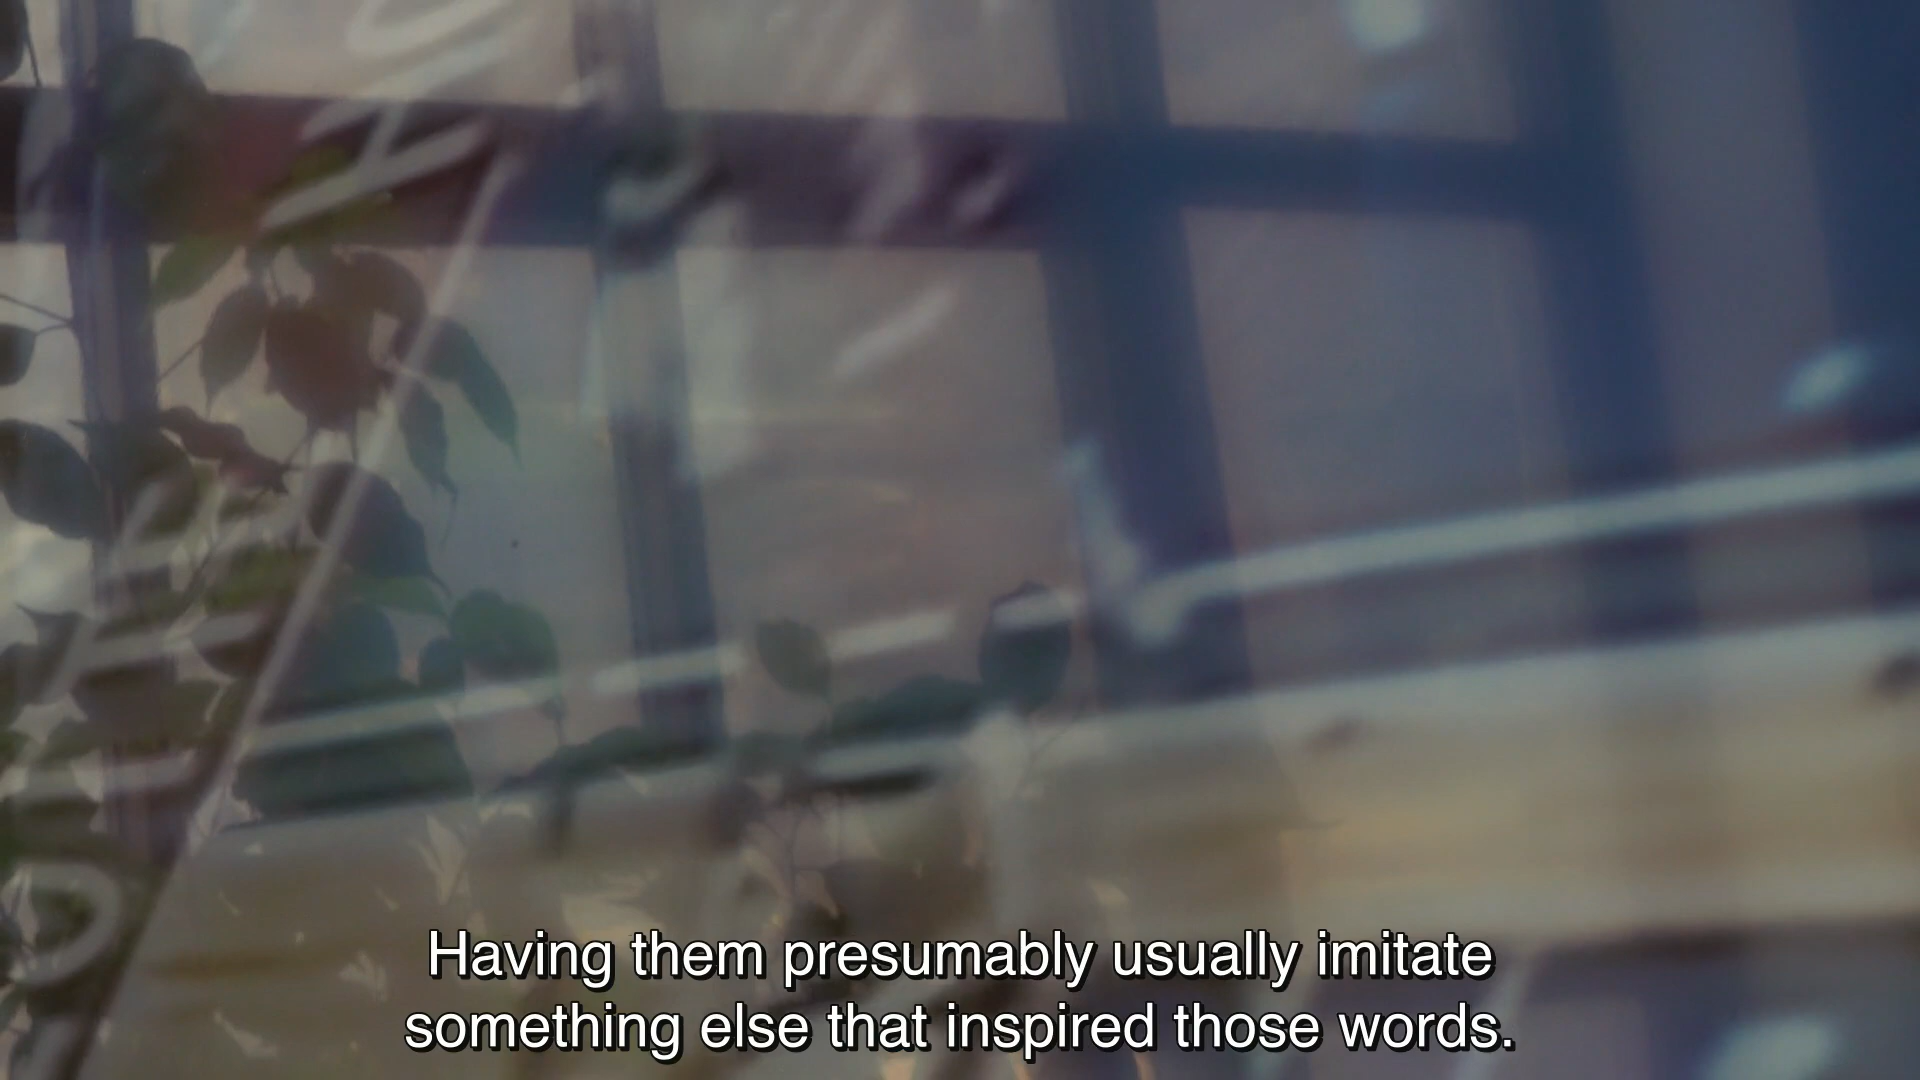 Having them presumably usually imitate
something else that inspired those words.